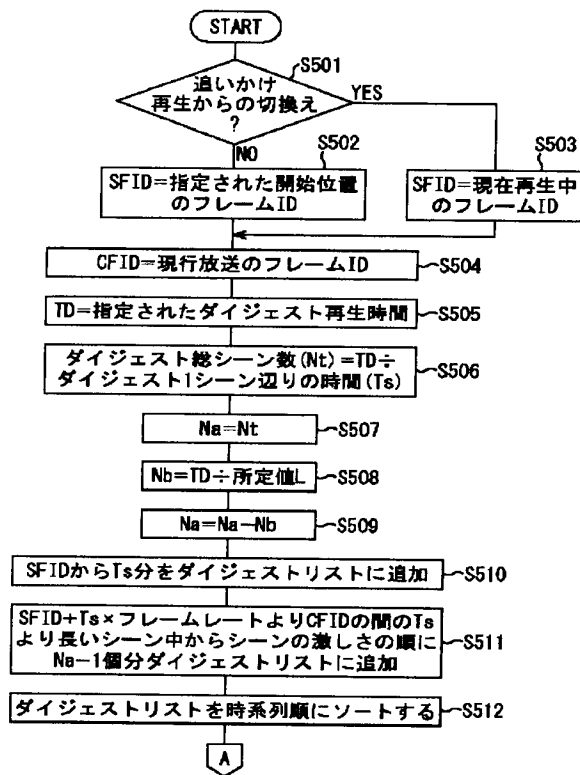 START
S501
追いかけ
再生からの切換え
?
YES
NO
S502
SFID=指定された開始位置
のフレームID
S503
SFID=現在再生中
のフレームID
CFID=現行放送のフレームID
S504
TD=指定されたダイジェスト再生時間
S505
ダイジェスト総シーン数(Nt)=TD÷
ダイジェスト1シーン辺りの時間(Ts)
S506
Na=Nt
S507
Nb=TD÷所定値L
S508
Na=Na-Nb
S509
SFIDからTs分をダイジェストリストに追加
S510
SFID+Ts×フレームレートよりCFIDの間のTs
より長いシーン中からシーンの激しさの順に
Na-1個分ダイジェストリストに追加
S511
ダイジェストリストを時系列順にソートする
S512
A